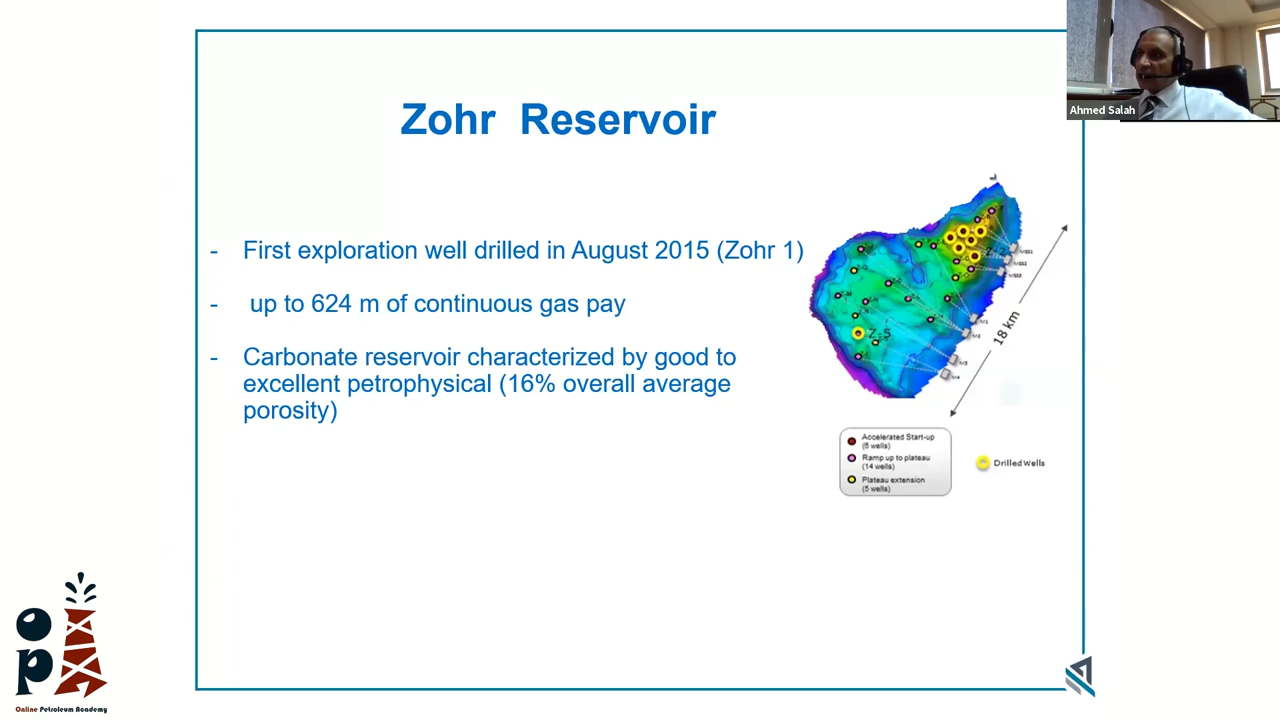 Ahmed Salah
Zohr Reservoir
- First exploration well drilled in August 2015 (Zohr 1)
- up to 624 m of continuous gas pay
- Carbonate reservoir characterized by good to
excellent petrophysical (16% overall average
porosity)
Z-5
18 km
Accelerated Start-up
(6 wells)
Ramp up to plateau
(14 wells)
Plateau extension
(5 wells)
Drilled Wells
OPA
Online Petroleum Academy